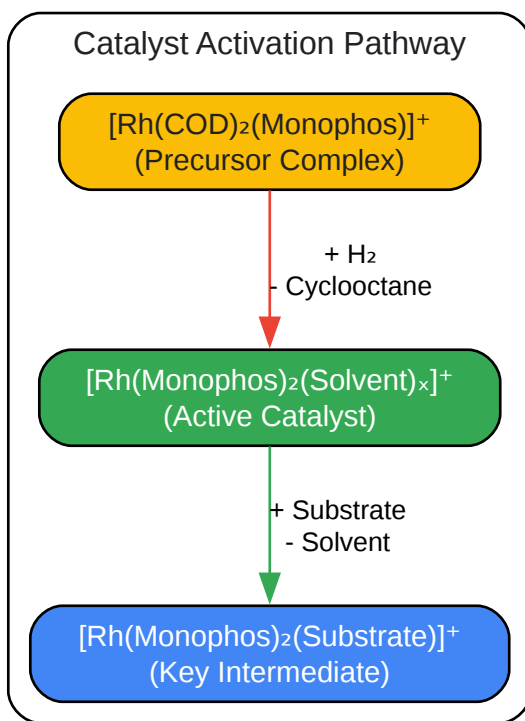 Catalyst Activation Pathway
[Rh(COD)₂(Monophos)]⁺
(Precursor Complex)
+ H₂
- Cyclooctane
[Rh(Monophos)₂(Solvent)ₓ]⁺
(Active Catalyst)
+ Substrate
- Solvent
[Rh(Monophos)₂(Substrate)]⁺
(Key Intermediate)